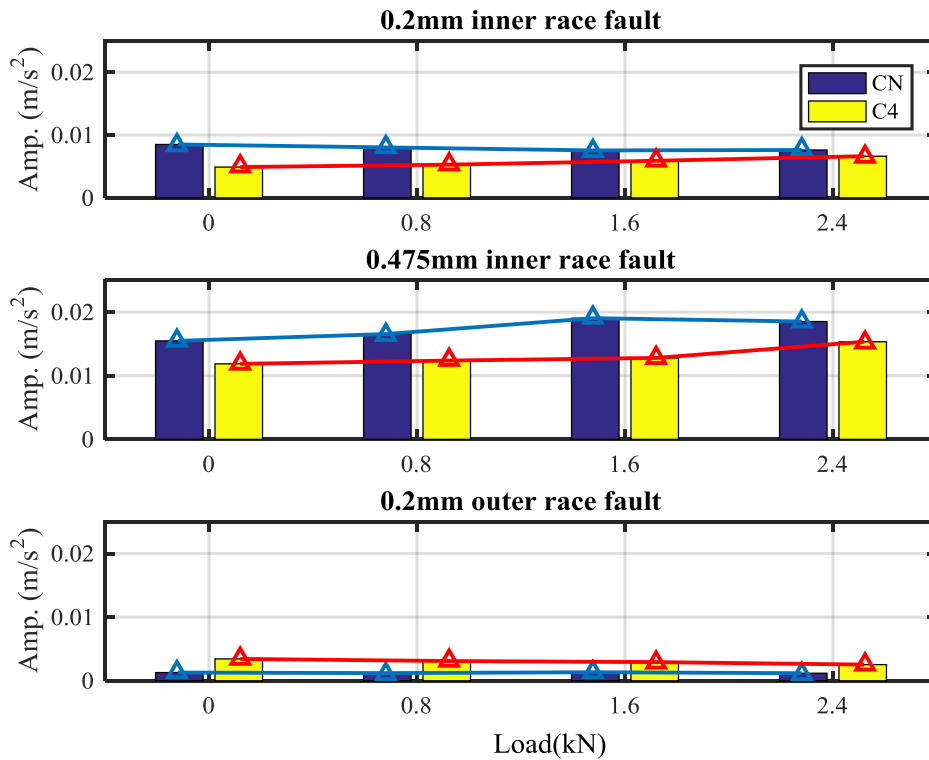 0.2mm inner race fault
Amp. (m/s²)
0.02
0.01
0
CN
C4
0 0.8 1.6 2.4
0.475mm inner race fault
Amp. (m/s²)
0.02
0.01
0
0 0.8 1.6 2.4
0.2mm outer race fault
Amp. (m/s²)
0.02
0.01
0
0 0.8 1.6 2.4
Load(kN)